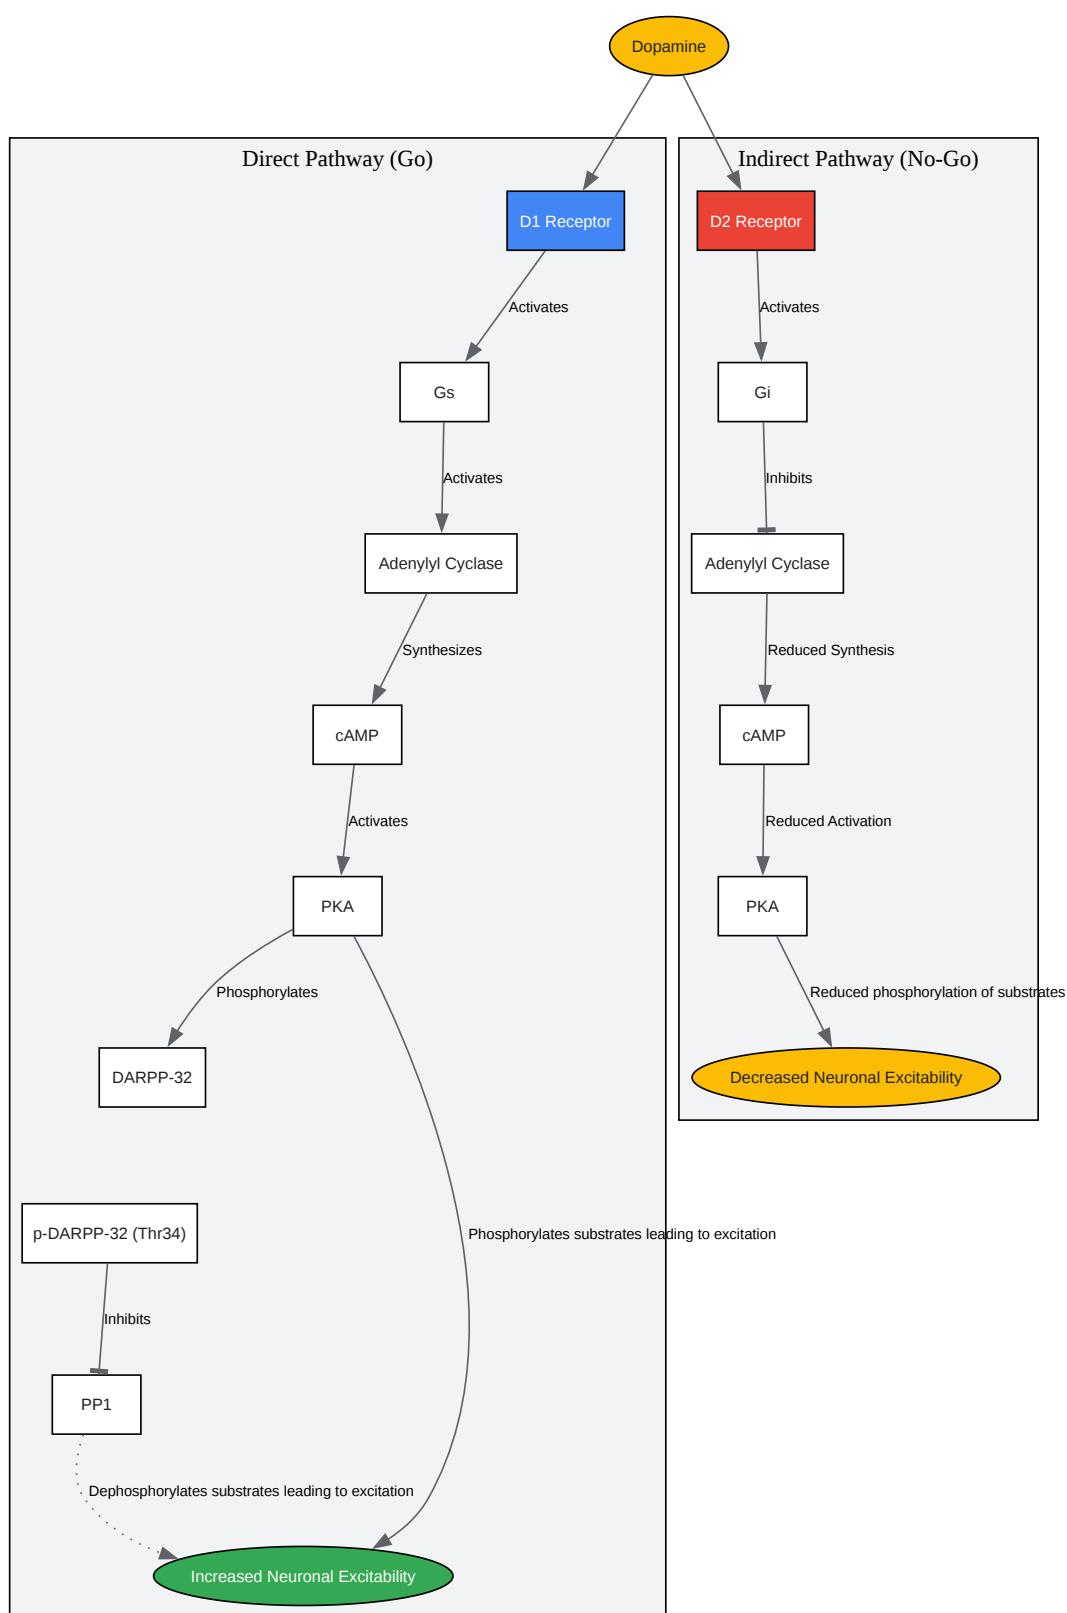 Dopamine
Direct Pathway (Go)
D1 Receptor
Activates
Gs
Activates
Adenylyl Cyclase
Synthesizes
cAMP
Activates
PKA
Phosphorylates
DARPP-32
p-DARPP-32 (Thr34)
Phosphorylates substrates leading to excitation
Inhibits
PP1
Dephosphorylates substrates leading to excitation
Increased Neuronal Excitability
Indirect Pathway (No-Go)
D2 Receptor
Activates
Gi
Inhibits
Adenylyl Cyclase
Reduced Synthesis
cAMP
Reduced Activation
PKA
Reduced phosphorylation of substrates
Decreased Neuronal Excitability